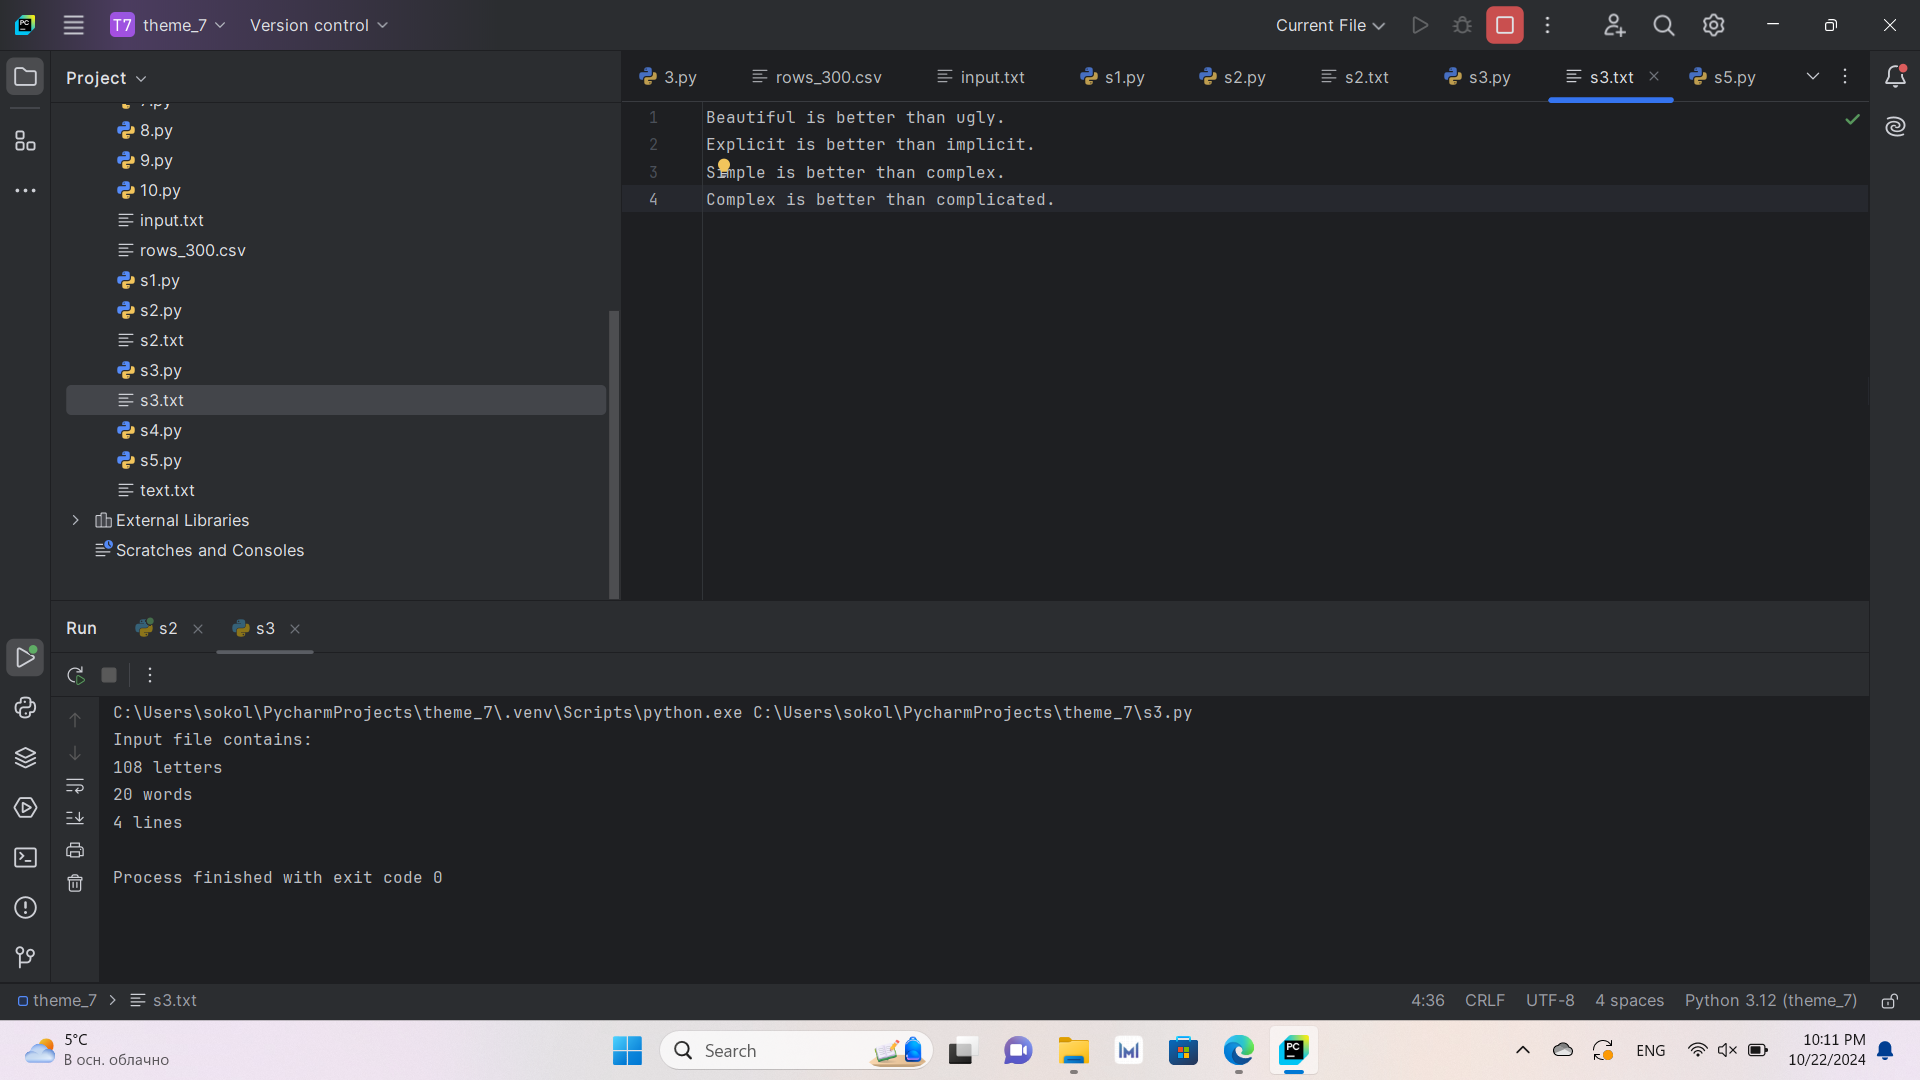 T7 theme_7 Version control Current File
Project
3.py rows_300.csv input.txt s1.py s2.py s2.txt s3.py s3.txt s5.py
7.py
8.py
9.py
10.py
input.txt
rows_300.csv
s1.py
s2.py
s2.txt
s3.py
s3.txt
s4.py
s5.py
text.txt
External Libraries
Scratches and Consoles
1 Beautiful is better than ugly.
2 Explicit is better than implicit.
3 Simple is better than complex.
4 Complex is better than complicated.
Run s2 s3
C:\Users\sokol\PycharmProjects\theme_7\.venv\Scripts\python.exe C:\Users\sokol\PycharmProjects\theme_7\s3.py
Input file contains:
108 letters
20 words
4 lines
Process finished with exit code 0
theme_7 > s3.txt 4:36 CRLF UTF-8 4 spaces Python 3.12 (theme_7)
5°C
В осн. облачно
Search
ENG
10:11 PM
10/22/2024